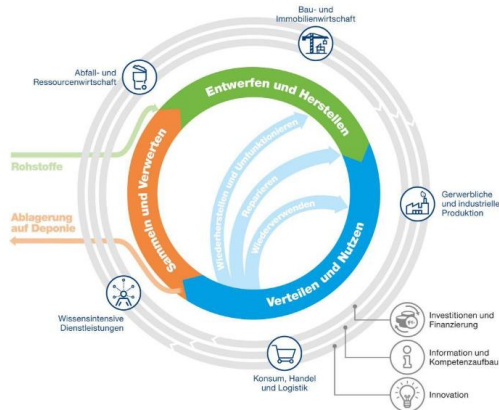 Bau- und
Immobilienwirtschaft
Abfall- und
Ressourcenwirtschaft
Entwerfen und Herstellen
Rohstoffe
Sammeln und Verwerten
Wiederherstellen und Umfunktionieren
Reparieren
Wiederverwenden
Gerwerbliche
und industrielle
Produktion
Ablagerung
auf Deponie
Verteilen und Nutzen
Wissensintensive
Dienstleistungen
Konsum, Handel
und Logistik
Investitionen und
Finanzierung
Information und
Kompetenzaufbau
Innovation